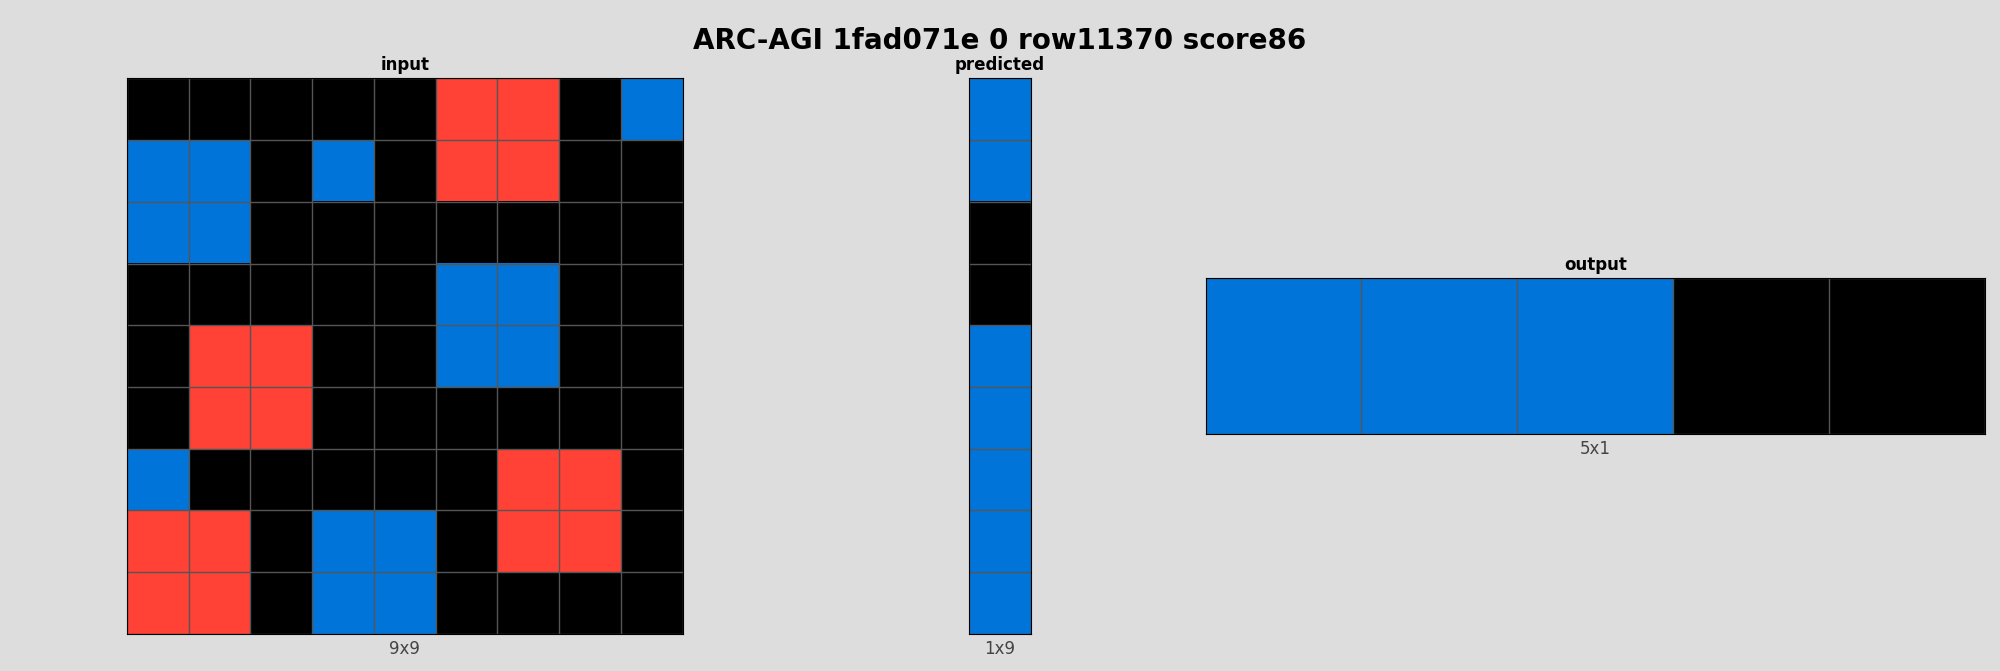 ARC-AGI 1fad071e 0 row11370 score86
input
predicted
output
9x9
1x9
5x1